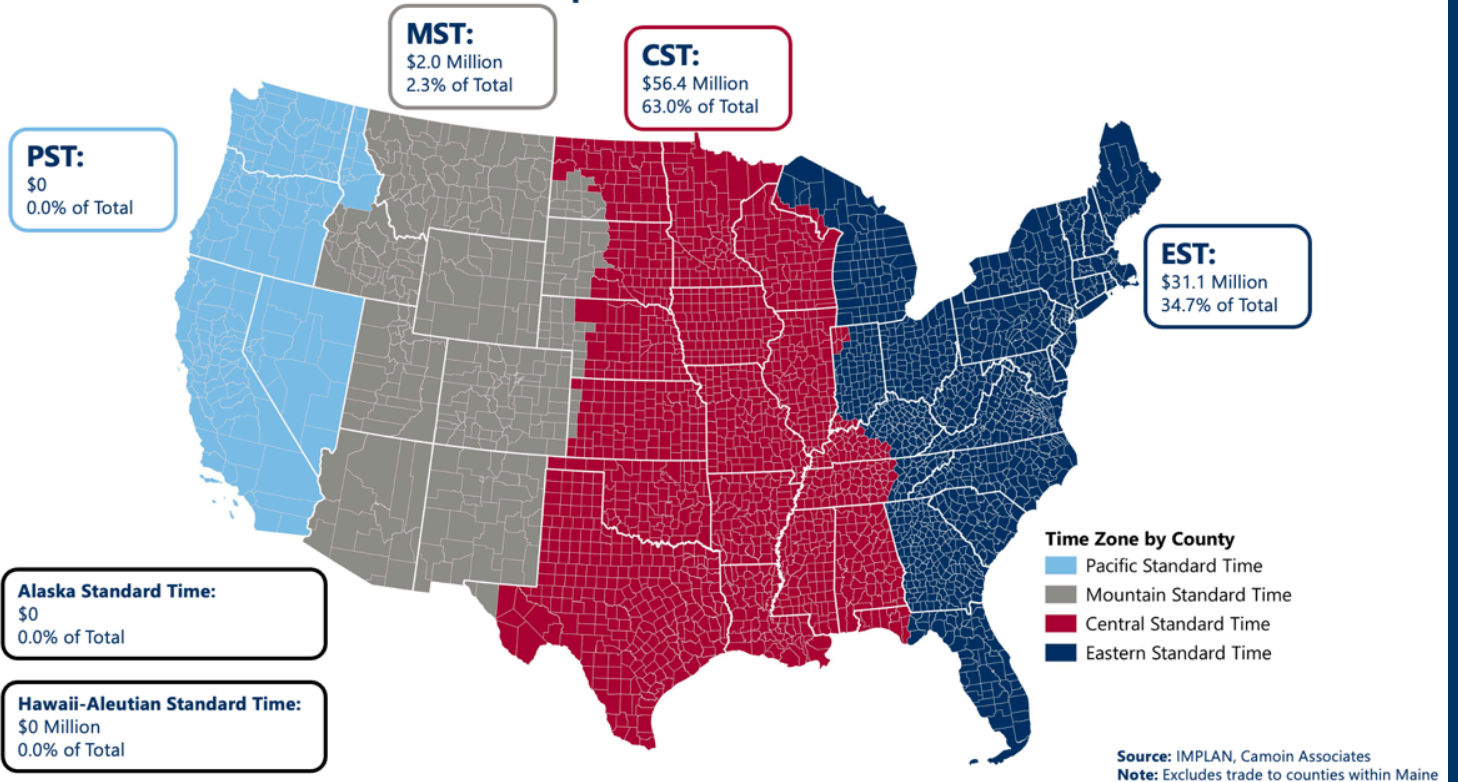 MST:
$2.0 Million
2.3% of Total
CST:
$56.4 Million
63.0% of Total
PST:
$0
0.0% of Total
EST:
$31.1 Million
34.7% of Total
Time Zone by County
Pacific Standard Time
Mountain Standard Time
Central Standard Time
Eastern Standard Time
Alaska Standard Time:
$0
0.0% of Total
Hawaii-Aleutian Standard Time:
$0 Million
0.0% of Total
Source: IMPLAN, Camoin Associates
Note: Excludes trade to counties within Maine